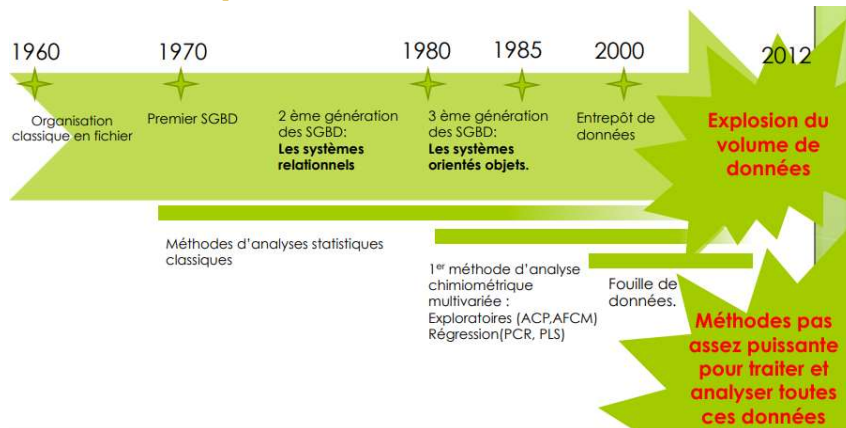 1960
1970
1980
1985
2000
2012
Organisation
classique en fichier
Premier SGBD
2 ème génération
des SGBD:
Les systèmes
relationnels
3 ème génération
des SGBD:
Les systèmes
orientés objets.
Entrepôt de
données
Explosion du
volume de
données
Méthodes d'analyses statistiques
classiques
1er méthode d'analyse
chimiométrique
multivariée :
Exploratoires (ACP,AFCM)
Régression(PCR, PLS)
Fouille de
données.
Méthodes pas
assez puissante
pour traiter et
analyser toutes
ces données